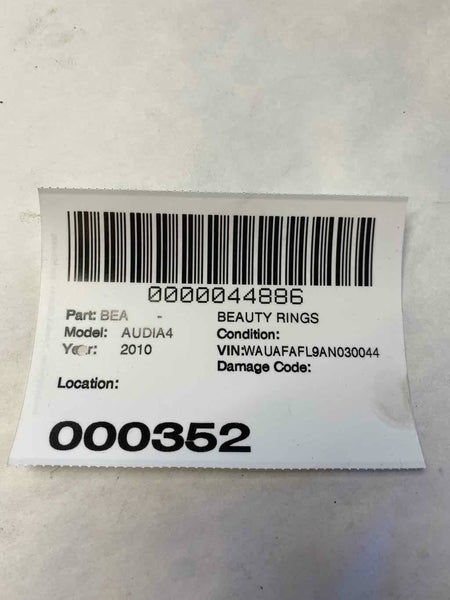 0000044886
Part: BEA - BEAUTY RINGS
Model: AUDIA4 Condition:
Year: 2010 VIN:WAUAFAFL9AN030044
Damage Code:
Location:
000352